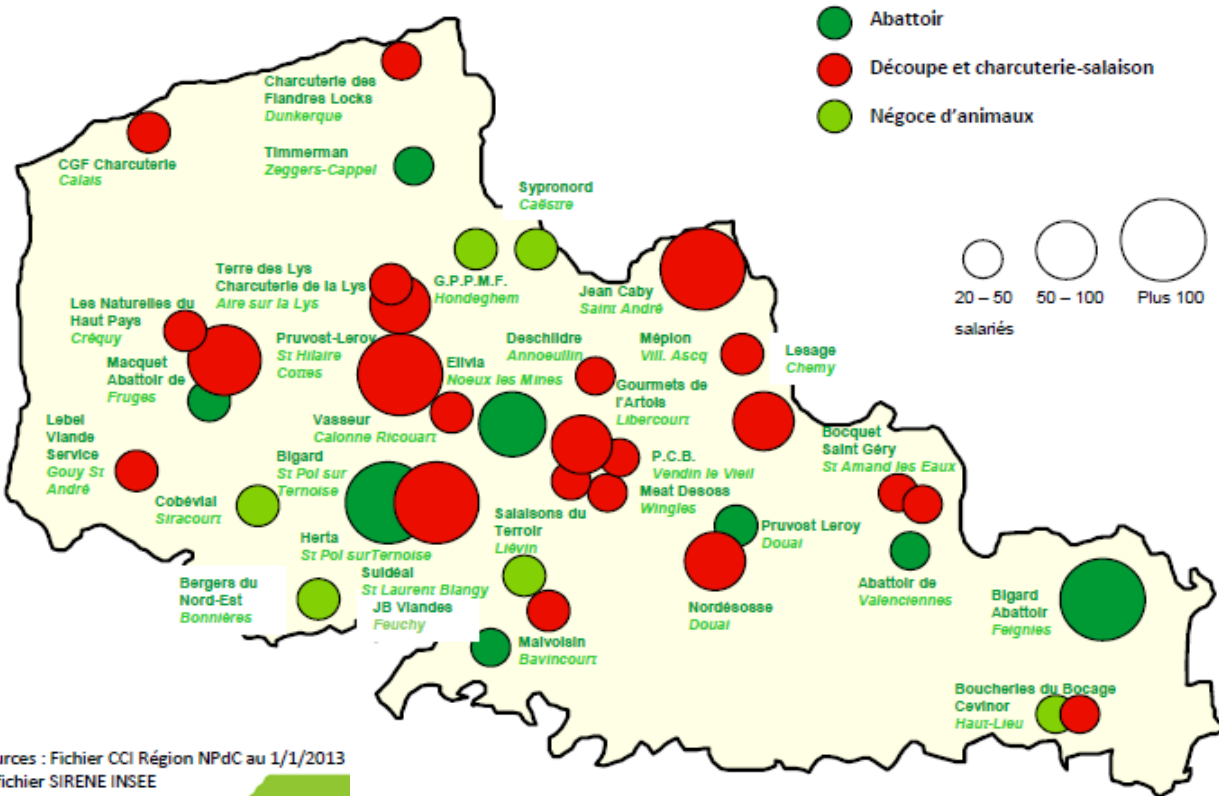 Abattoir
Découpe et charcuterie-salaison
Négoce d'animaux
20 – 50
50 – 100
Plus 100
salariés
Charcuterie des
Flandres Locks
Dunkerque
CGF Charcuterie
Calais
Timmerman
Zeggers-Cappel
Sypronord
Caëstre
Terre des Lys
Charcuterie de la Lys
Aire sur la Lys
G.P.P.M.F.
Hondeghem
Jean Caby
Saint André
Les Naturelles du
Haut Pays
Créquy
Macquet
Abattoir de
Fruges
Pruvost-Leroy
St Hilaire
Cottes
Elivia
Noeux les Mines
Deschildre
Annoeullin
Méplon
Vill. Ascq
Lesage
Chemy
Gourmets de
l'Artois
Libercourt
Vasseur
Calonne Ricouart
Lebel
Viande
Service
Gouy St
André
Bigard
St Pol sur
Ternoise
P.C.B.
Vendin le Vieil
Meat Desoss
Wingles
Bocquet
Saint Géry
St Amand les Eaux
Cobévial
Siracourt
Herta
St Pol surTernoise
Salaisons du
Terroir
Liévin
Pruvost Leroy
Douai
Suidéal
St Laurent Blangy
JB Viandes
Feuchy
Bergers du
Nord-Est
Bonnières
Malvoisin
Bavincourt
Nordésosse
Douai
Abattoir de
Valenciennes
Bigard
Abattoir
Feignies
Boucheries du Bocage
Cevinor
Haut-Lieu
urces : Fichier CCI Région NPdC au 1/1/2013
fichier SIRENE INSEE